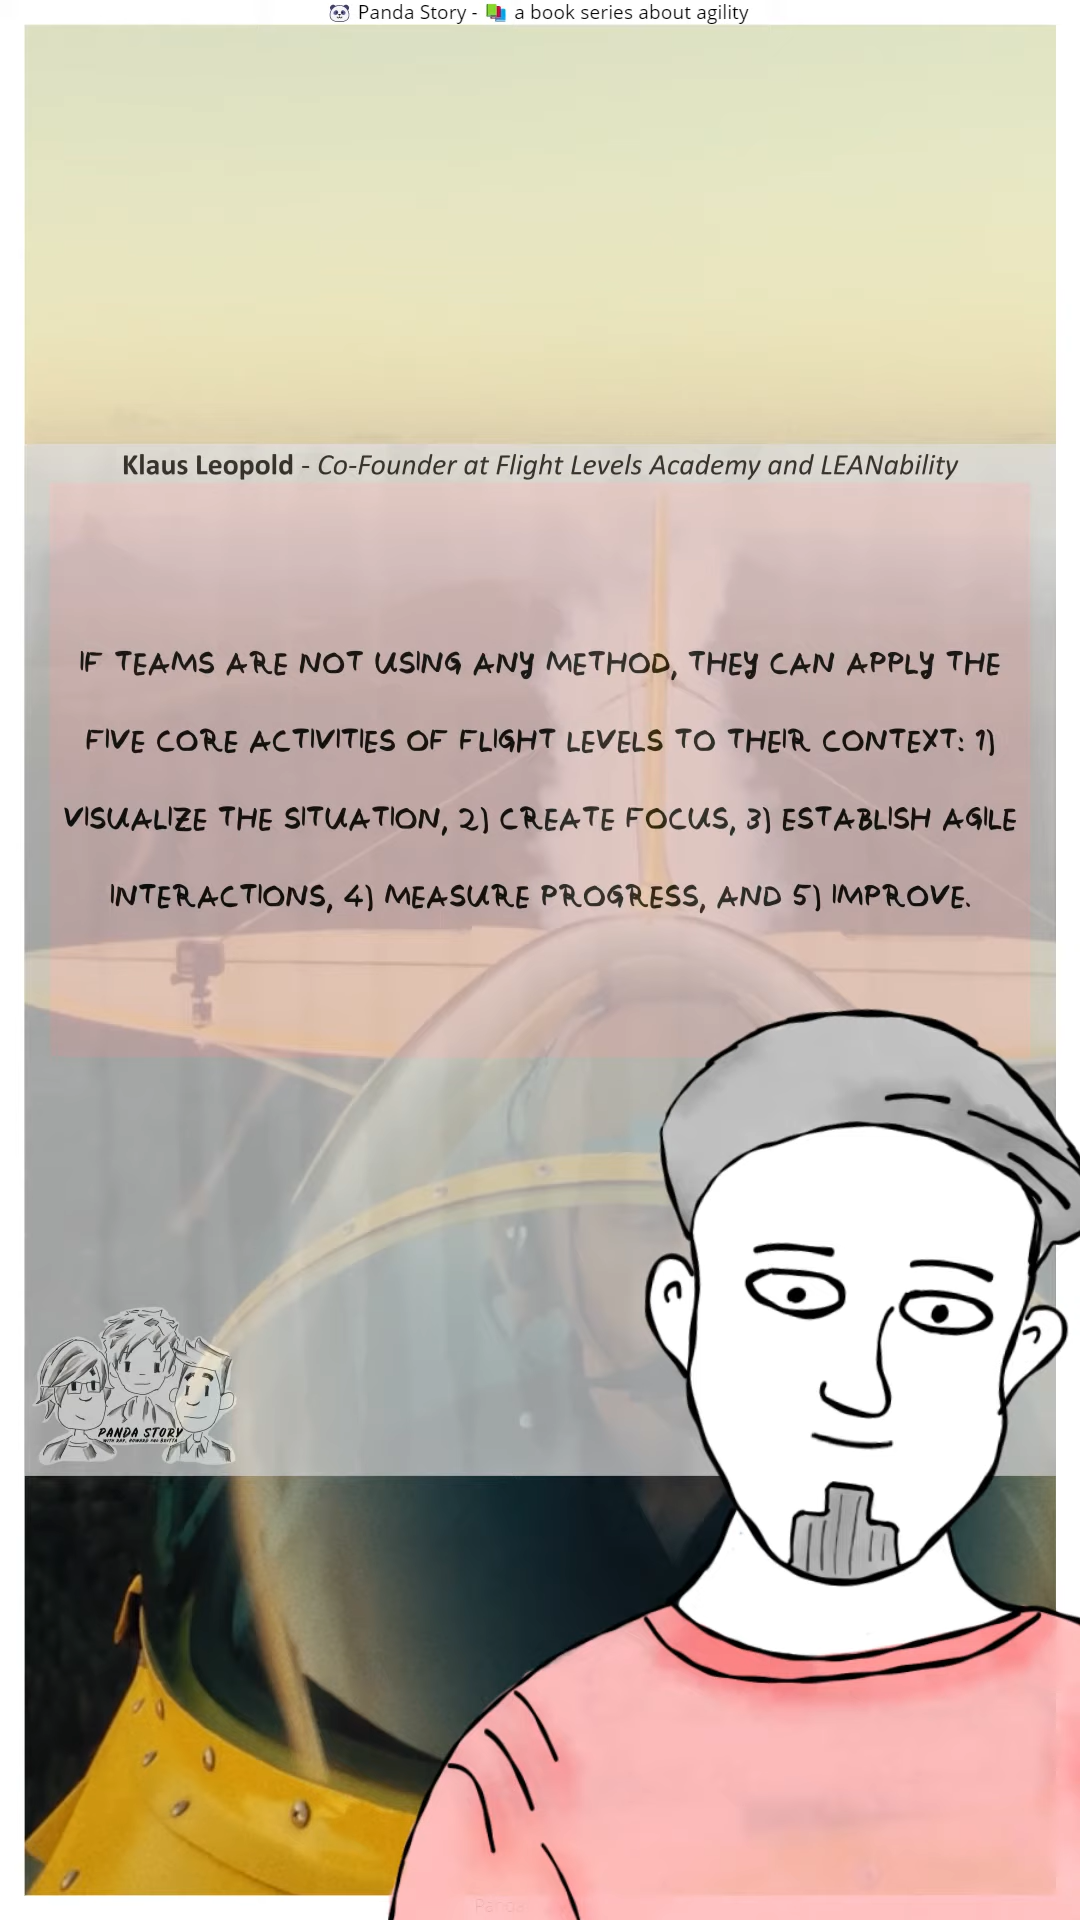 🐼 Panda Story - 📚 a book series about agility
Klaus Leopold - Co-Founder at Flight Levels Academy and LEANability
IF TEAMS ARE NOT USING ANY METHOD, THEY CAN APPLY THE
FIVE CORE ACTIVITIES OF FLIGHT LEVELS TO THEIR CONTEXT: 1)
VISUALIZE THE SITUATION, 2) CREATE FOCUS, 3) ESTABLISH AGILE
INTERACTIONS, 4) MEASURE PROGRESS, AND 5) IMPROVE.
PANDA STORY